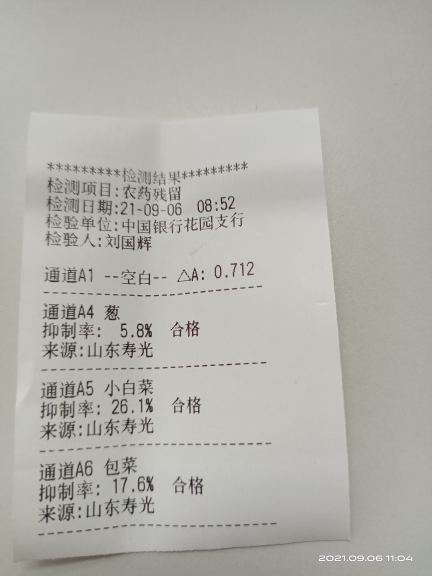 *********检测结果*********
检测项目:农药残留
检测日期:21-09-06 08:52
检验单位:中国银行花园支行
检验人:刘国辉
通道A1 --空白-- △A: 0.712
通道A4 葱
抑制率: 5.8% 合格
来源:山东寿光
通道A5 小白菜
抑制率: 26.1% 合格
来源:山东寿光
通道A6 包菜
抑制率: 17.6% 合格
来源:山东寿光
2021.09.06 11:04